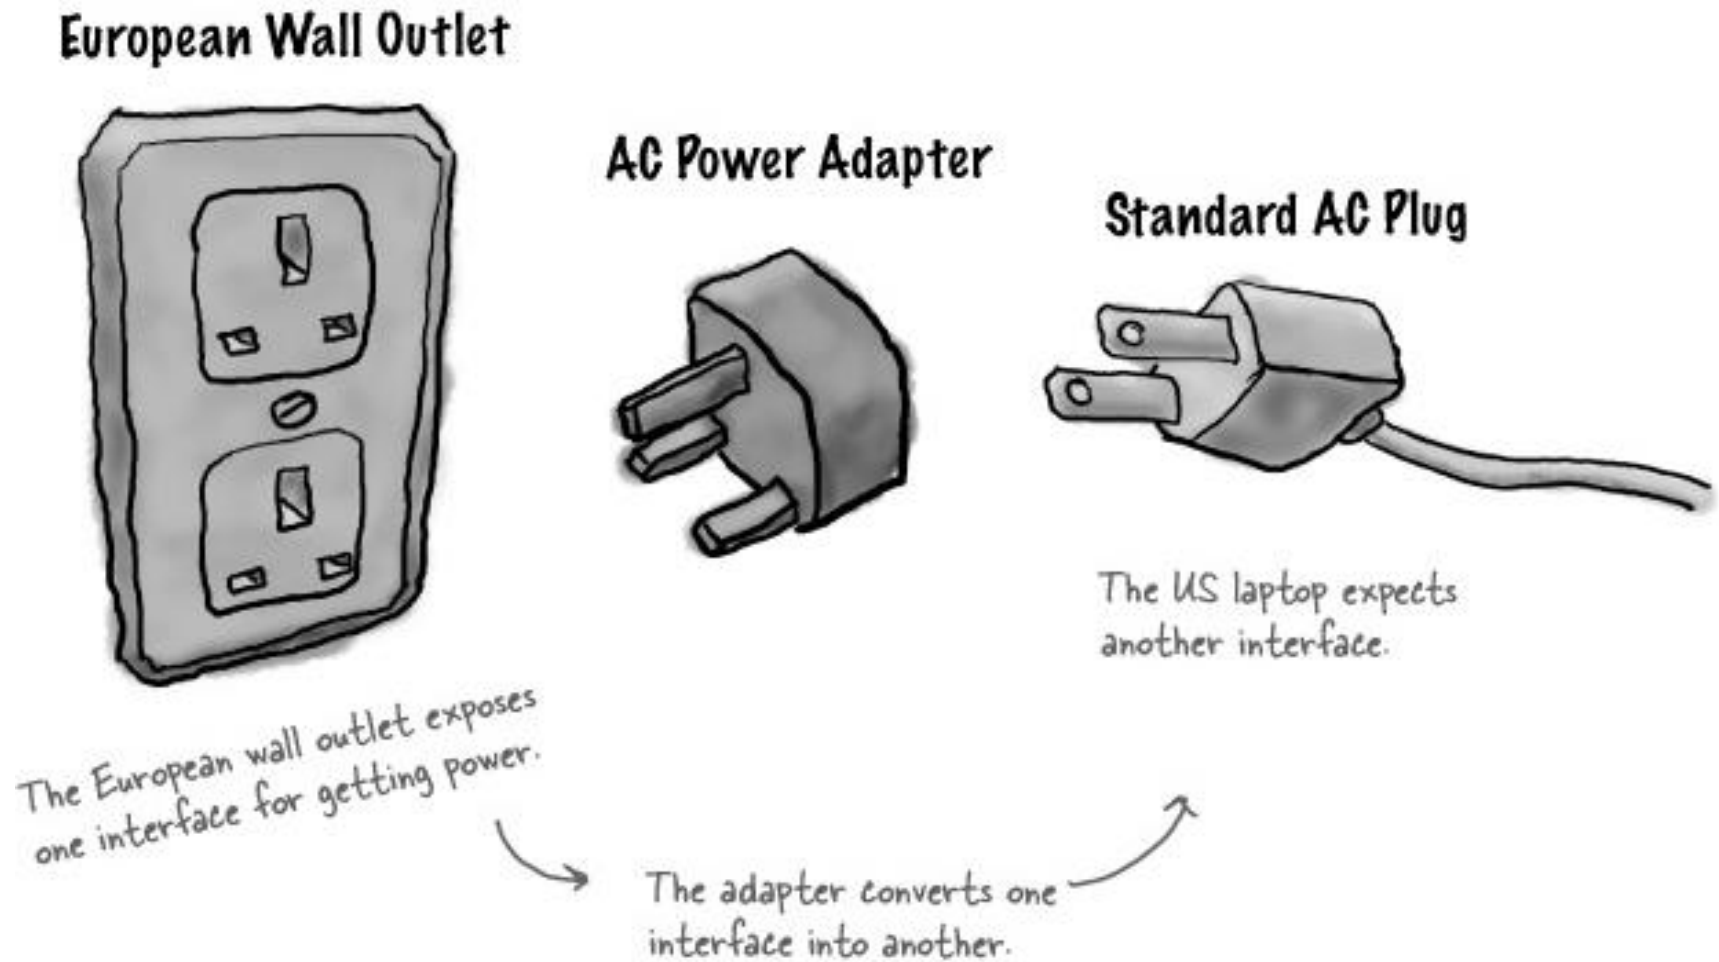 European Wall Outlet
AC Power Adapter
Standard AC Plug
The US laptop expects
another interface.
The European wall outlet exposes
one interface for getting power.
The adapter converts one
interface into another.